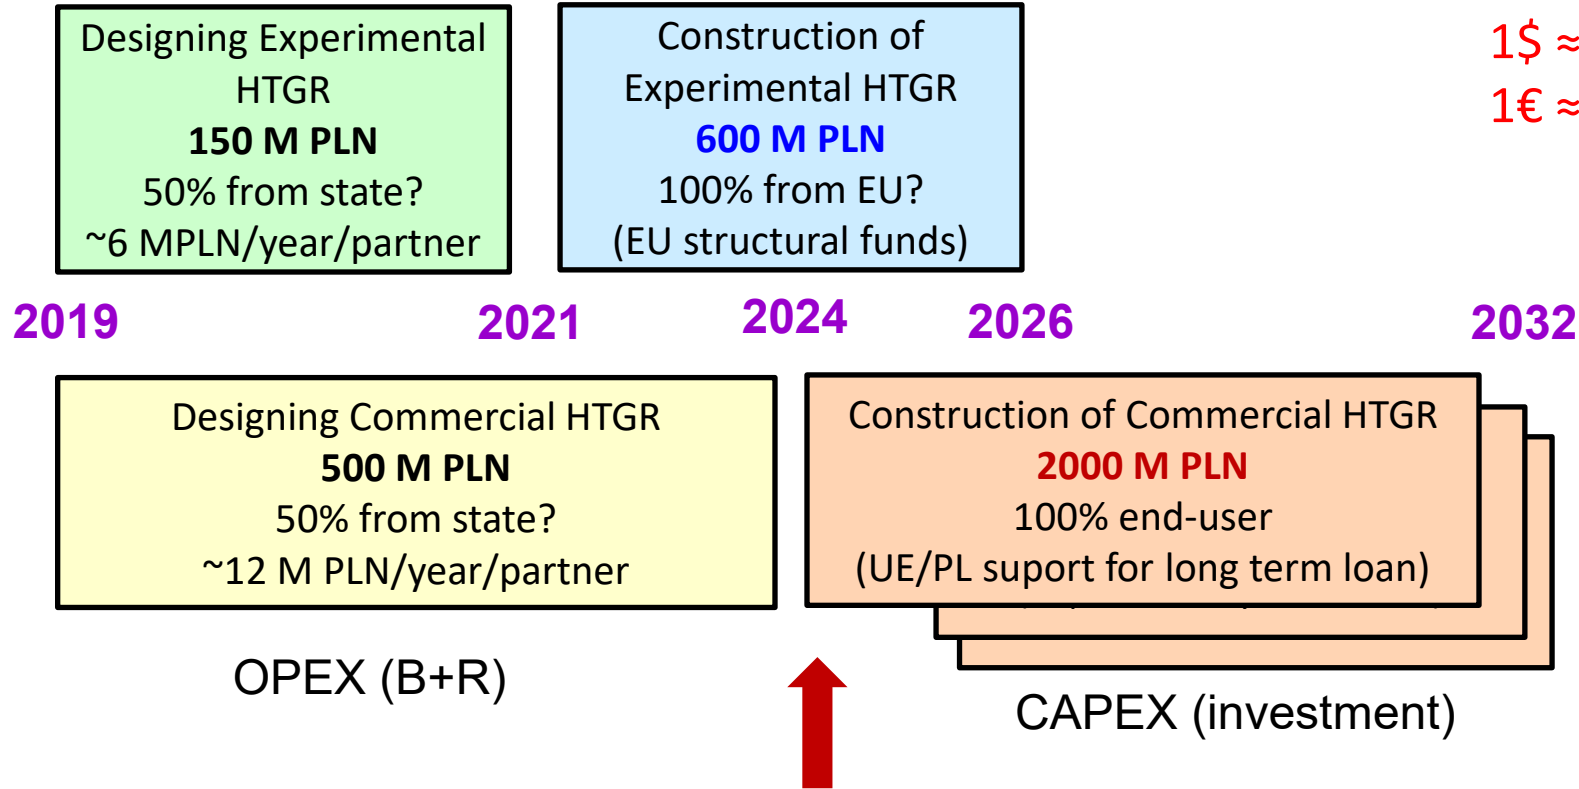 Designing Experimental
HTGR
150 M PLN
50% from state?
~6 MPLN/year/partner
Construction of
Experimental HTGR
600 M PLN
100% from EU?
(EU structural funds)
1$ ≈
1€ ≈
2019
2021
2024
2026
2032
Designing Commercial HTGR
500 M PLN
50% from state?
~12 M PLN/year/partner
Construction of Commercial HTGR
2000 M PLN
100% end-user
(UE/PL suport for long term loan)
OPEX (B+R)
CAPEX (investment)